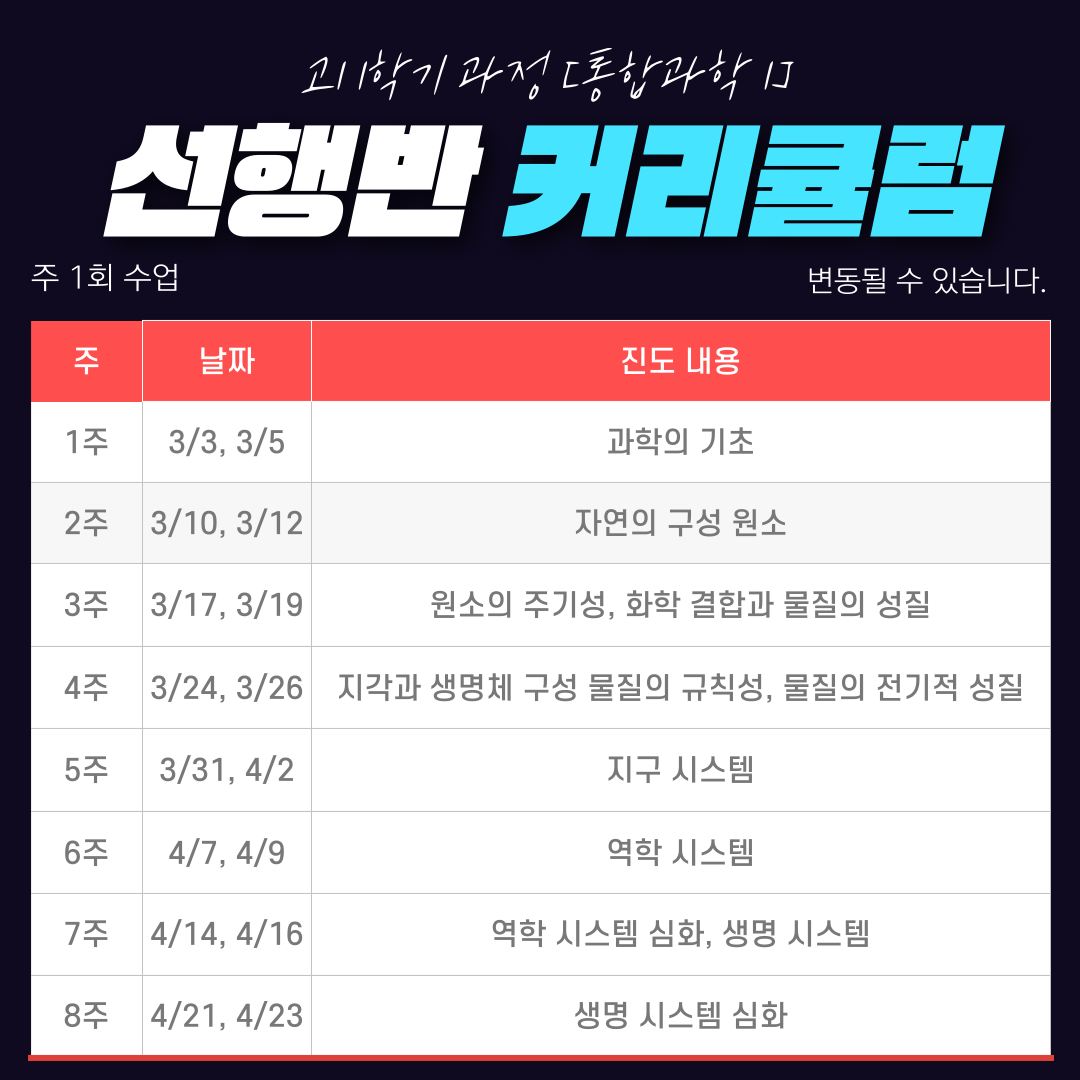 고1 1학기 과정 [통합과학 1]
선행반 커리큘럼
주 1회 수업
변동될 수 있습니다.
주 날짜 진도 내용
1주 3/3, 3/5 과학의 기초
2주 3/10, 3/12 자연의 구성 원소
3주 3/17, 3/19 원소의 주기성, 화학 결합과 물질의 성질
4주 3/24, 3/26 지각과 생명체 구성 물질의 규칙성, 물질의 전기적 성질
5주 3/31, 4/2 지구 시스템
6주 4/7, 4/9 역학 시스템
7주 4/14, 4/16 역학 시스템 심화, 생명 시스템
8주 4/21, 4/23 생명 시스템 심화